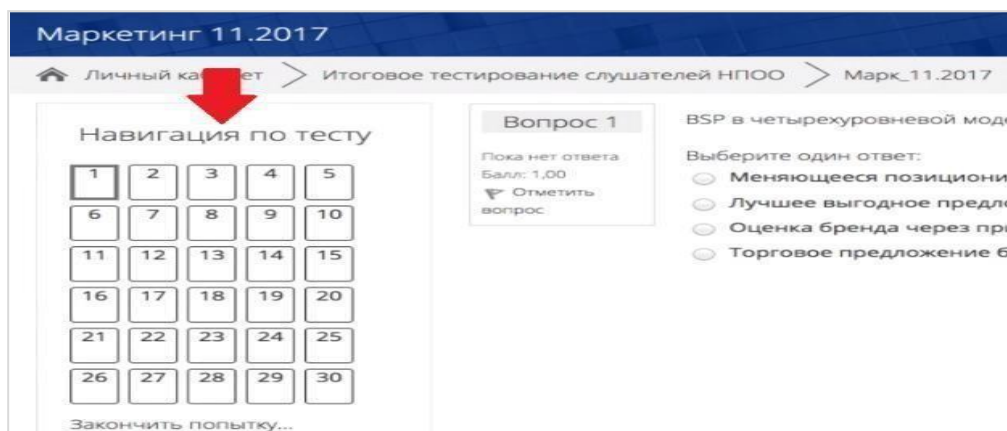 Маркетинг 11.2017
Личный ка ет > Итоговое тестирование слушателей НПОО > Марк_11.2017
Навигация по тесту
1 2 3 4 5
6 7 8 9 10
11 12 13 14 15
16 17 18 19 20
21 22 23 24 25
26 27 28 29 30
Закончить попытку...
Вопрос 1
Пока нет ответа
Балл: 1,00
Отметить
вопрос
BSP в четырехуровневой мод
Выберите один ответ:
Меняющееся позициони
Лучшее выгодное предл
Оценка бренда через пр
Торговое предложение б